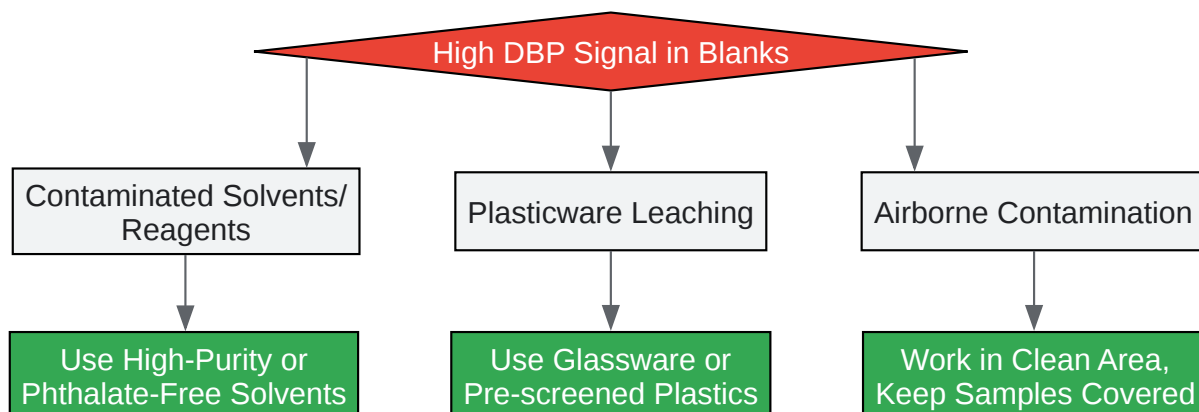 High DBP Signal in Blanks
Contaminated Solvents/
Reagents
Plasticware Leaching
Airborne Contamination
Use High-Purity or
Phthalate-Free Solvents
Use Glassware or
Pre-screened Plastics
Work in Clean Area,
Keep Samples Covered